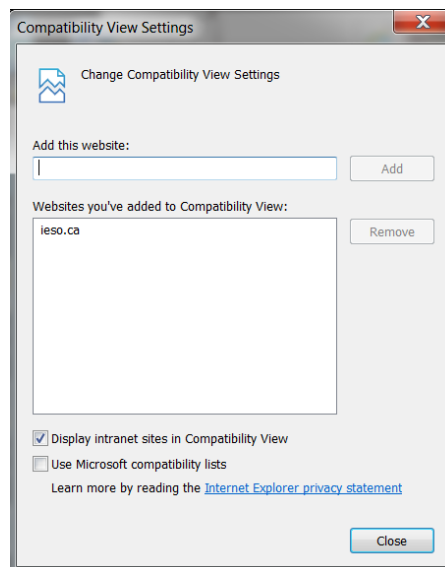 Compatibility View Settings
Change Compatibility View Settings
Add this website:
Add
Websites you've added to Compatibility View:
ieso.ca
Remove
Display intranet sites in Compatibility View
Use Microsoft compatibility lists
Learn more by reading the Internet Explorer privacy statement
Close